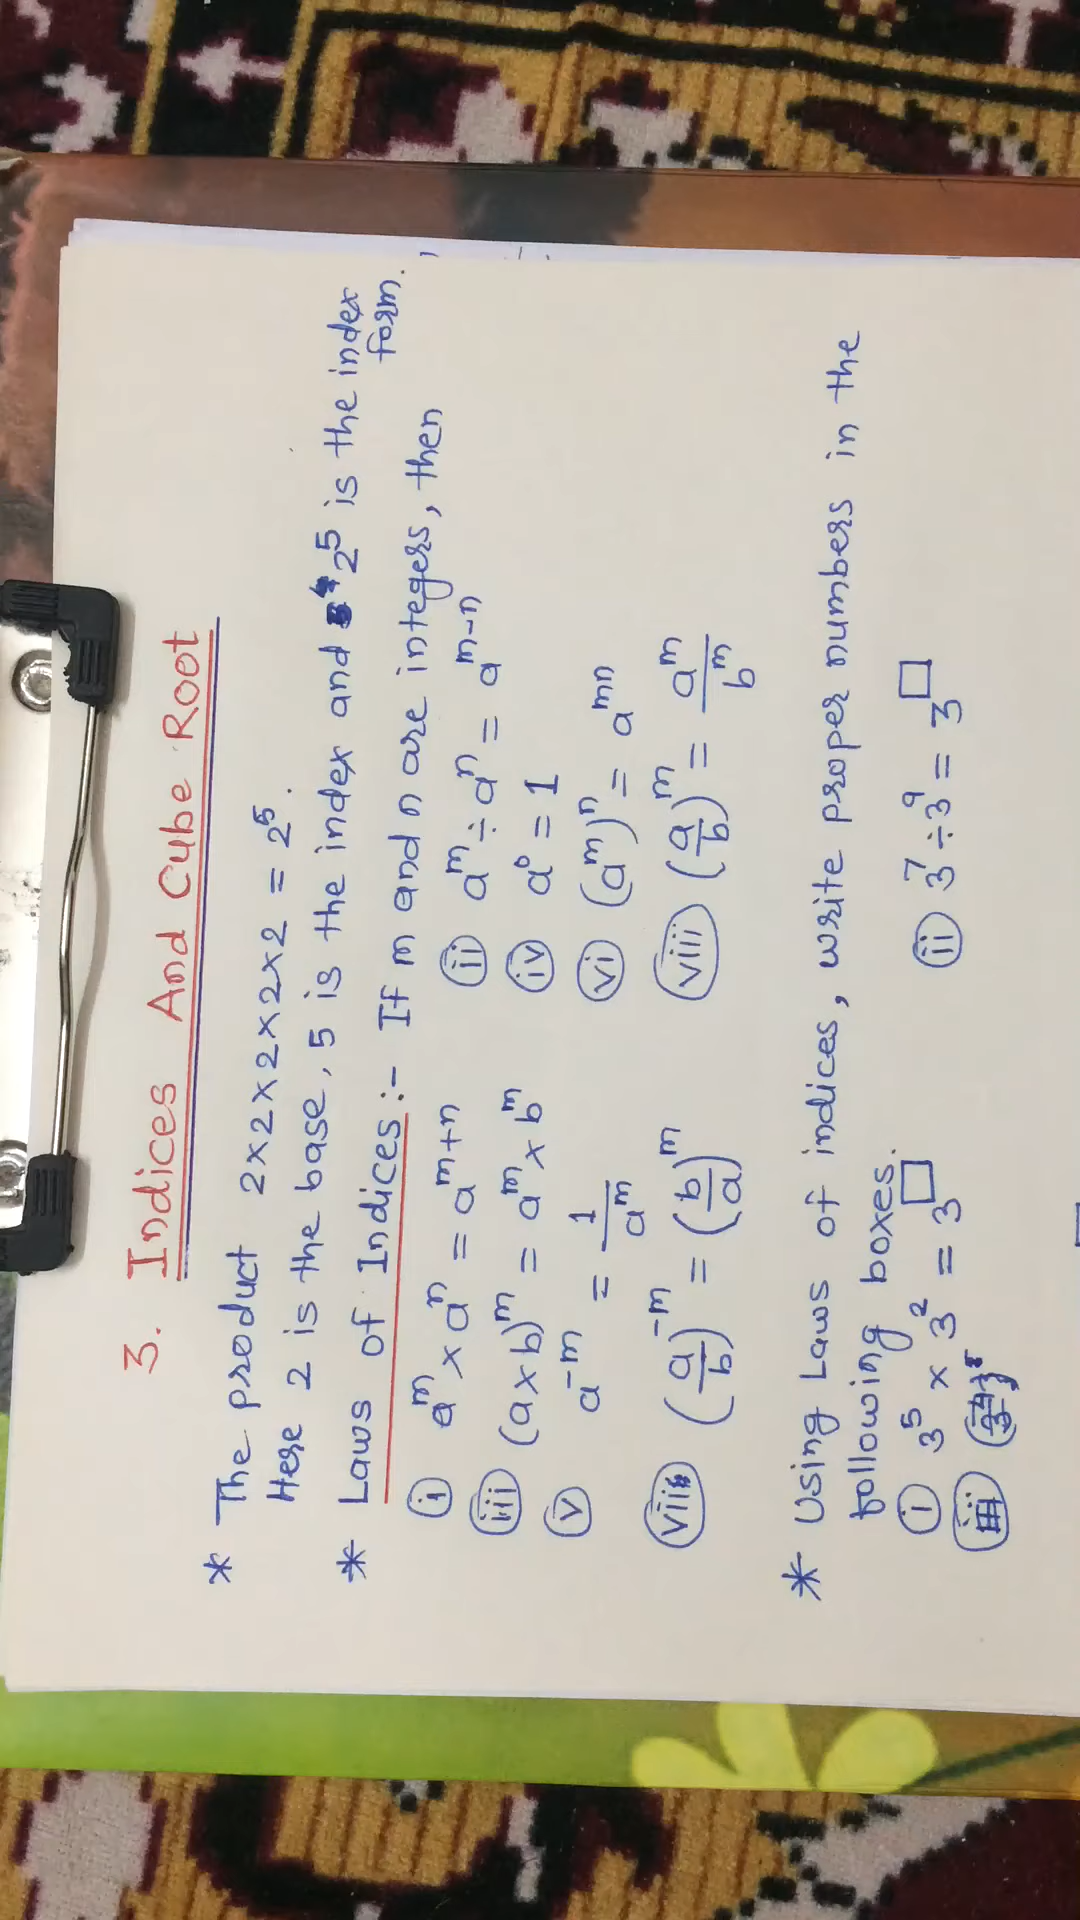 3. Indices And Cube Root
* The product 2×2×2×2×2 = 2⁵.
Here 2 is the base, 5 is the index and 2⁵ is the index form.
* Laws of Indices :- If m and n are integers, then
(i) aᵐ × aⁿ = aᵐ⁺ⁿ (ii) aᵐ ÷ aⁿ = aᵐ⁻ⁿ
(iii) (a×b)ᵐ = aᵐ × bᵐ (iv) a⁰ = 1
(v) a⁻ᵐ = 1/aᵐ (vi) (aᵐ)ⁿ = aᵐⁿ
(vii) (a/b)⁻ᵐ = (b/a)ᵐ (viii) (a/b)ᵐ = aᵐ/bᵐ
* Using Laws of indices, write proper numbers in the
following boxes.
(i) 3⁵ × 3² = 3^□ (ii) 3⁷ ÷ 3⁹ = 3^□
(iii)